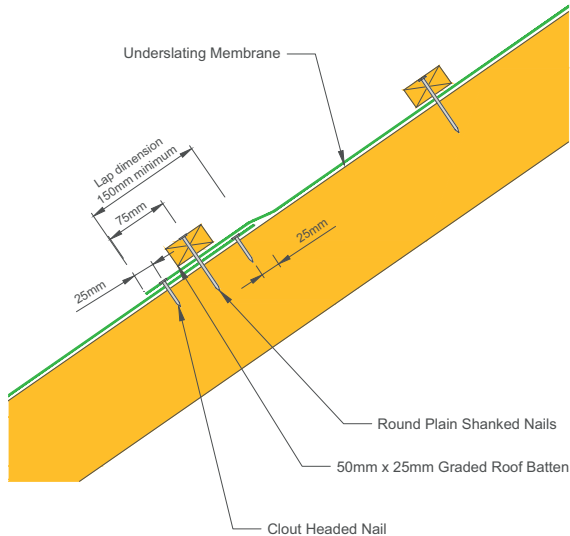 Underslating Membrane
Lap dimension
150mm minimum
75mm
25mm
25mm
Round Plain Shanked Nails
50mm x 25mm Graded Roof Batten
Clout Headed Nail